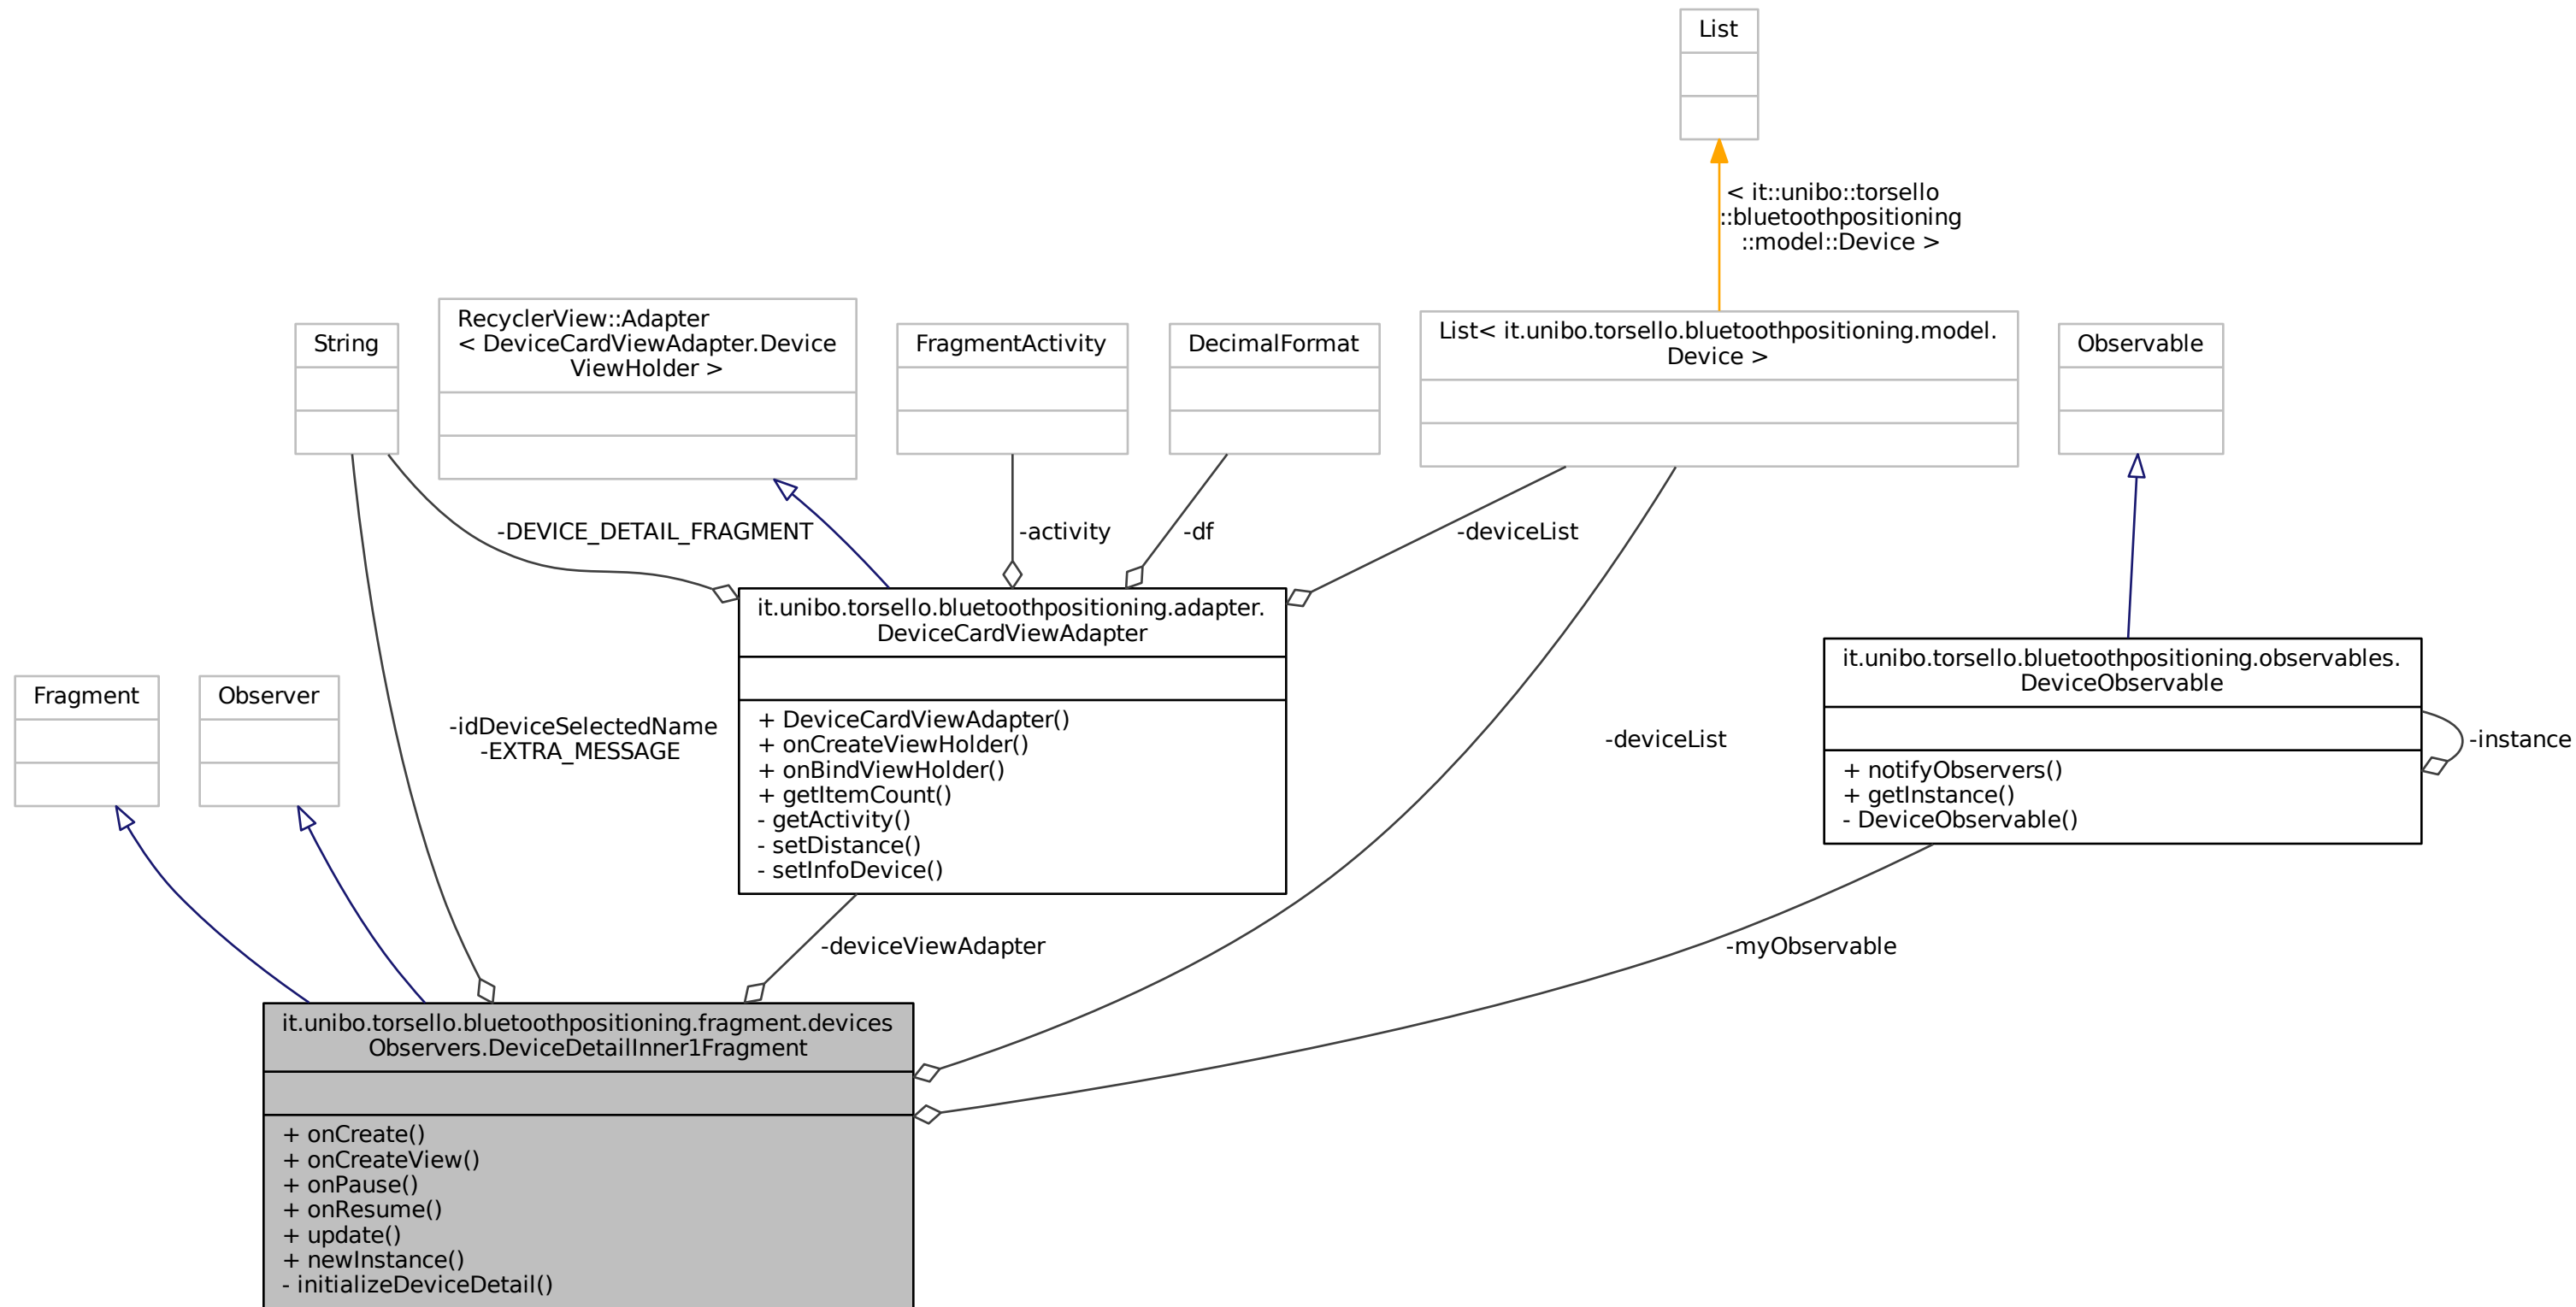 List
< it::unibo::torsello
::bluetoothpositioning
::model::Device >
String
RecyclerView::Adapter
< DeviceCardViewAdapter.Device
ViewHolder >
FragmentActivity
DecimalFormat
List< it.unibo.torsello.bluetoothpositioning.model.
Device >
Observable
-DEVICE_DETAIL_FRAGMENT
-activity
-df
-deviceList
it.unibo.torsello.bluetoothpositioning.adapter.
DeviceCardViewAdapter
+ DeviceCardViewAdapter()
+ onCreateViewHolder()
+ onBindViewHolder()
+ getItemCount()
- getActivity()
- setDistance()
- setInfoDevice()
it.unibo.torsello.bluetoothpositioning.observables.
DeviceObservable
+ notifyObservers()
+ getInstance()
- DeviceObservable()
-instance
Fragment
Observer
-idDeviceSelectedName
-EXTRA_MESSAGE
-deviceList
-deviceViewAdapter
-myObservable
it.unibo.torsello.bluetoothpositioning.fragment.devices
Observers.DeviceDetailInner1Fragment
+ onCreate()
+ onCreateView()
+ onPause()
+ onResume()
+ update()
+ newInstance()
- initializeDeviceDetail()